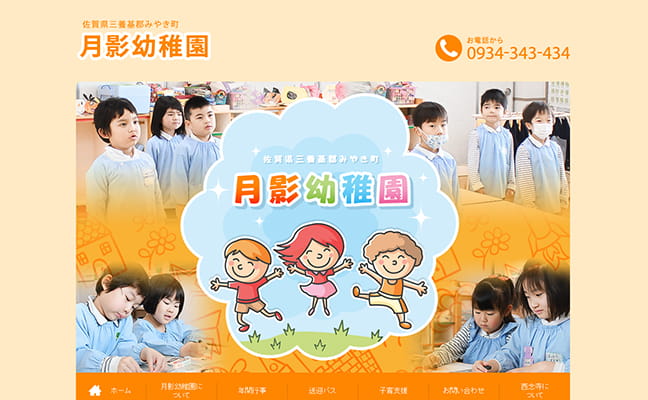 佐賀県三養基郡みやき町
月影幼稚園
お電話から
0934-343-434
佐賀県三養基郡みやき町
月影幼稚園
ホーム
月影幼稚園に
ついて
年間行事
送迎バス
子育支援
お問い合わせ
西念寺に
ついて